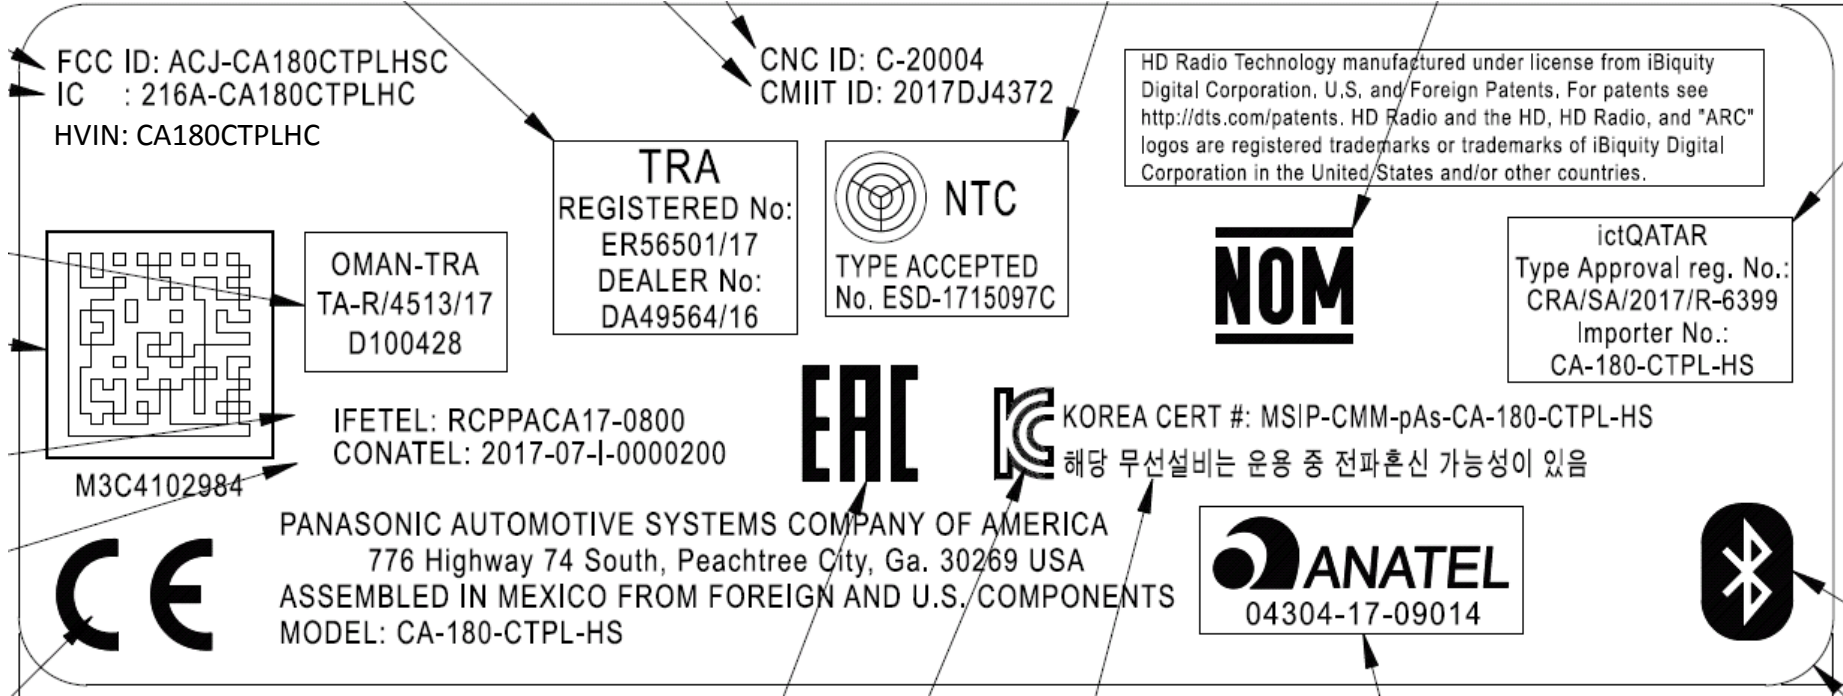 FCC ID: ACJ-CA180CTPLHSC
IC : 216A-CA180CTPLHC
HVIN: CA180CTPLHC
CNC ID: C-20004
CMIIT ID: 2017DJ4372
HD Radio Technology manufactured under license from iBiquity
Digital Corporation, U.S. and Foreign Patents. For patents see
http://dts.com/patents. HD Radio and the HD, HD Radio, and "ARC"
logos are registered trademarks or trademarks of iBiquity Digital
Corporation in the United States and/or other countries.
TRA
REGISTERED No:
ER56501/17
DEALER No:
DA49564/16
NTC
TYPE ACCEPTED
No. ESD-1715097C
NOM
ictQATAR
Type Approval reg. No.:
CRA/SA/2017/R-6399
Importer No.:
CA-180-CTPL-HS
OMAN-TRA
TA-R/4513/17
D100428
M3C4102984
IFETEL: RCPPACA17-0800
CONATEL: 2017-07-I-0000200
EAC
KC
KOREA CERT #: MSIP-CMM-pAs-CA-180-CTPL-HS
해당 무선설비는 운용 중 전파혼신 가능성이 있음
CE
PANASONIC AUTOMOTIVE SYSTEMS COMPANY OF AMERICA
776 Highway 74 South, Peachtree City, Ga. 30269 USA
ASSEMBLED IN MEXICO FROM FOREIGN AND U.S. COMPONENTS
MODEL: CA-180-CTPL-HS
ANATEL
04304-17-09014